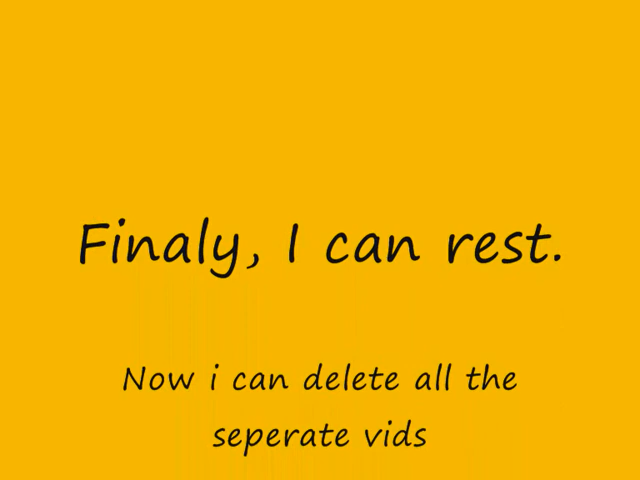 Finaly, I can rest.
Now i can delete all the
seperate vids